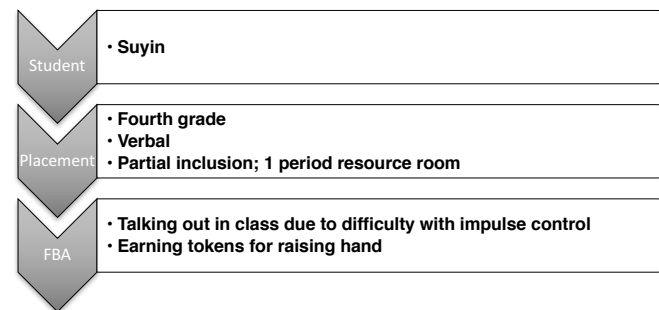 Student
• Suyin
Placement
• Fourth grade
• Verbal
• Partial inclusion; 1 period resource room
FBA
• Talking out in class due to difficulty with impulse control
• Earning tokens for raising hand